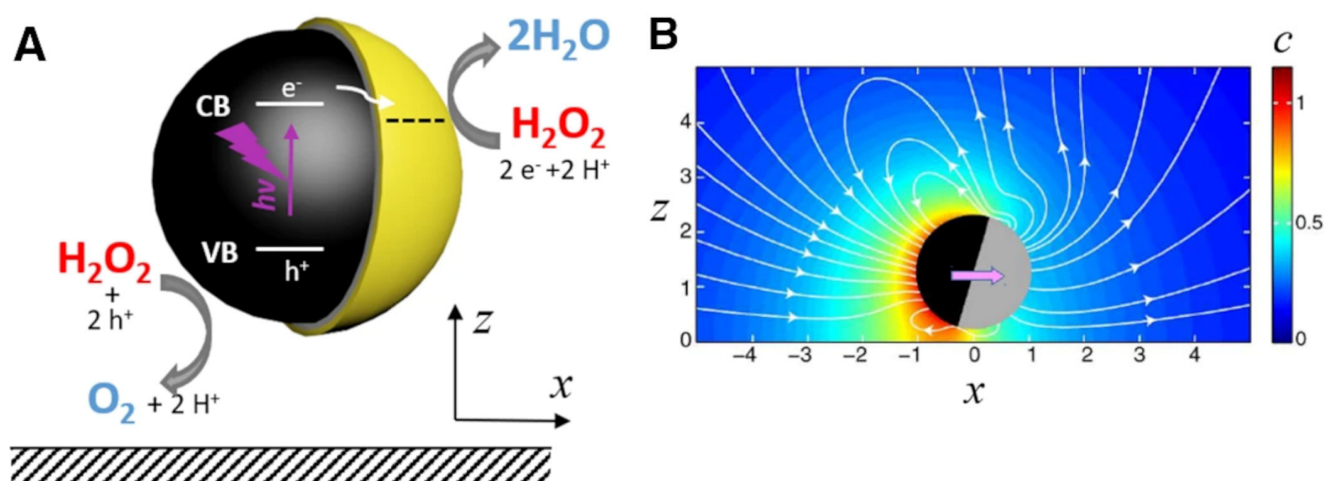 A
CB
e-
hν
VB
h+
2H₂O
H₂O₂
2 e- +2 H+
H₂O₂
+
2 h+
O₂ + 2 H+
z
x
B
z
4
3
2
1
0
−4 −3 −2 −1 0 1 2 3 4
x
c
1
0.5
0